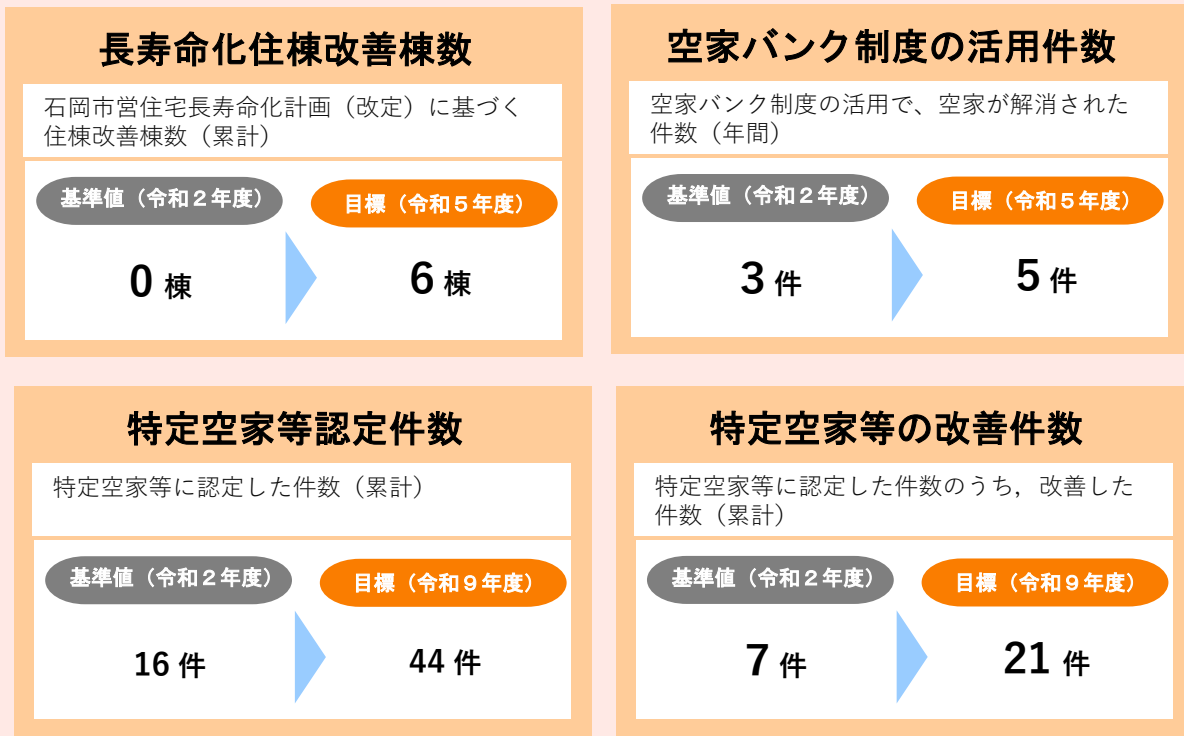 長寿命化住棟改善棟数
石岡市営住宅長寿命化計画（改定）に基づく
住棟改善棟数（累計）
基準値（令和２年度）
目標（令和５年度）
0 棟
6 棟
空家バンク制度の活用件数
空家バンク制度の活用で、空家が解消された
件数（年間）
基準値（令和２年度）
目標（令和５年度）
3 件
5 件
特定空家等認定件数
特定空家等に認定した件数（累計）
基準値（令和２年度）
目標（令和９年度）
16 件
44 件
特定空家等の改善件数
特定空家等に認定した件数のうち，改善した
件数（累計）
基準値（令和２年度）
目標（令和９年度）
7 件
21 件